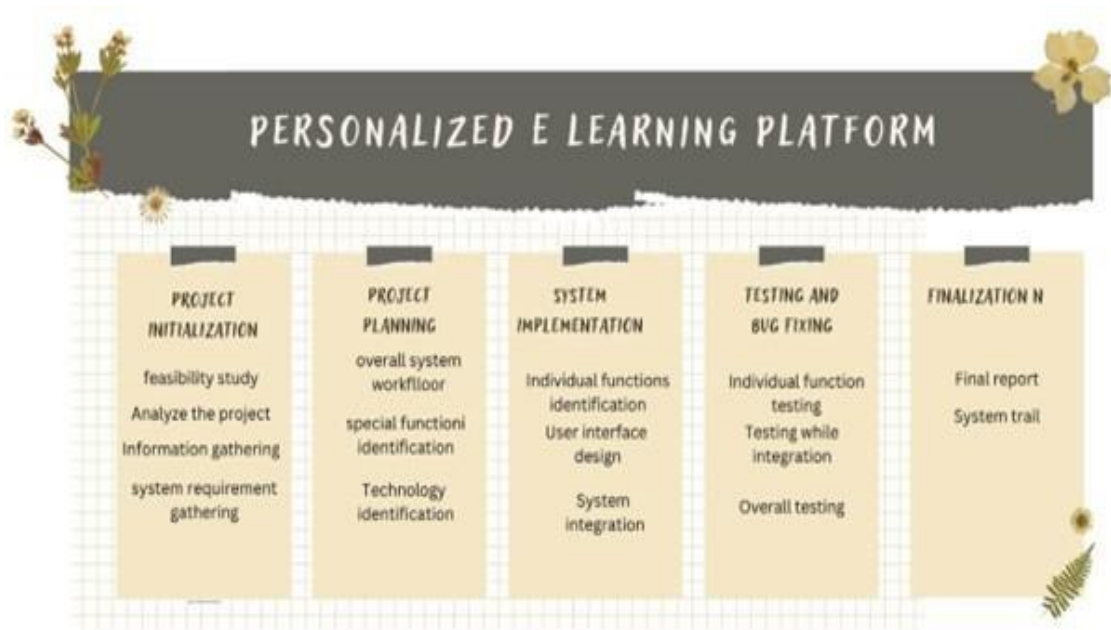 PERSONALIZED E LEARNING PLATFORM
PROJECT
INITIALIZATION
feasibility study
Analyze the project
Information gathering
system requirement
gathering
PROJECT
PLANNING
overall system
workflloor
special functioni
identification
Technology
identification
SYSTEM
IMPLEMENTATION
Individual functions
identification
User interface
design
System
integration
TESTING AND
BUG FIXING
Individual function
testing
Testing while
integration
Overall testing
FINALIZATION N
Final report
System trail